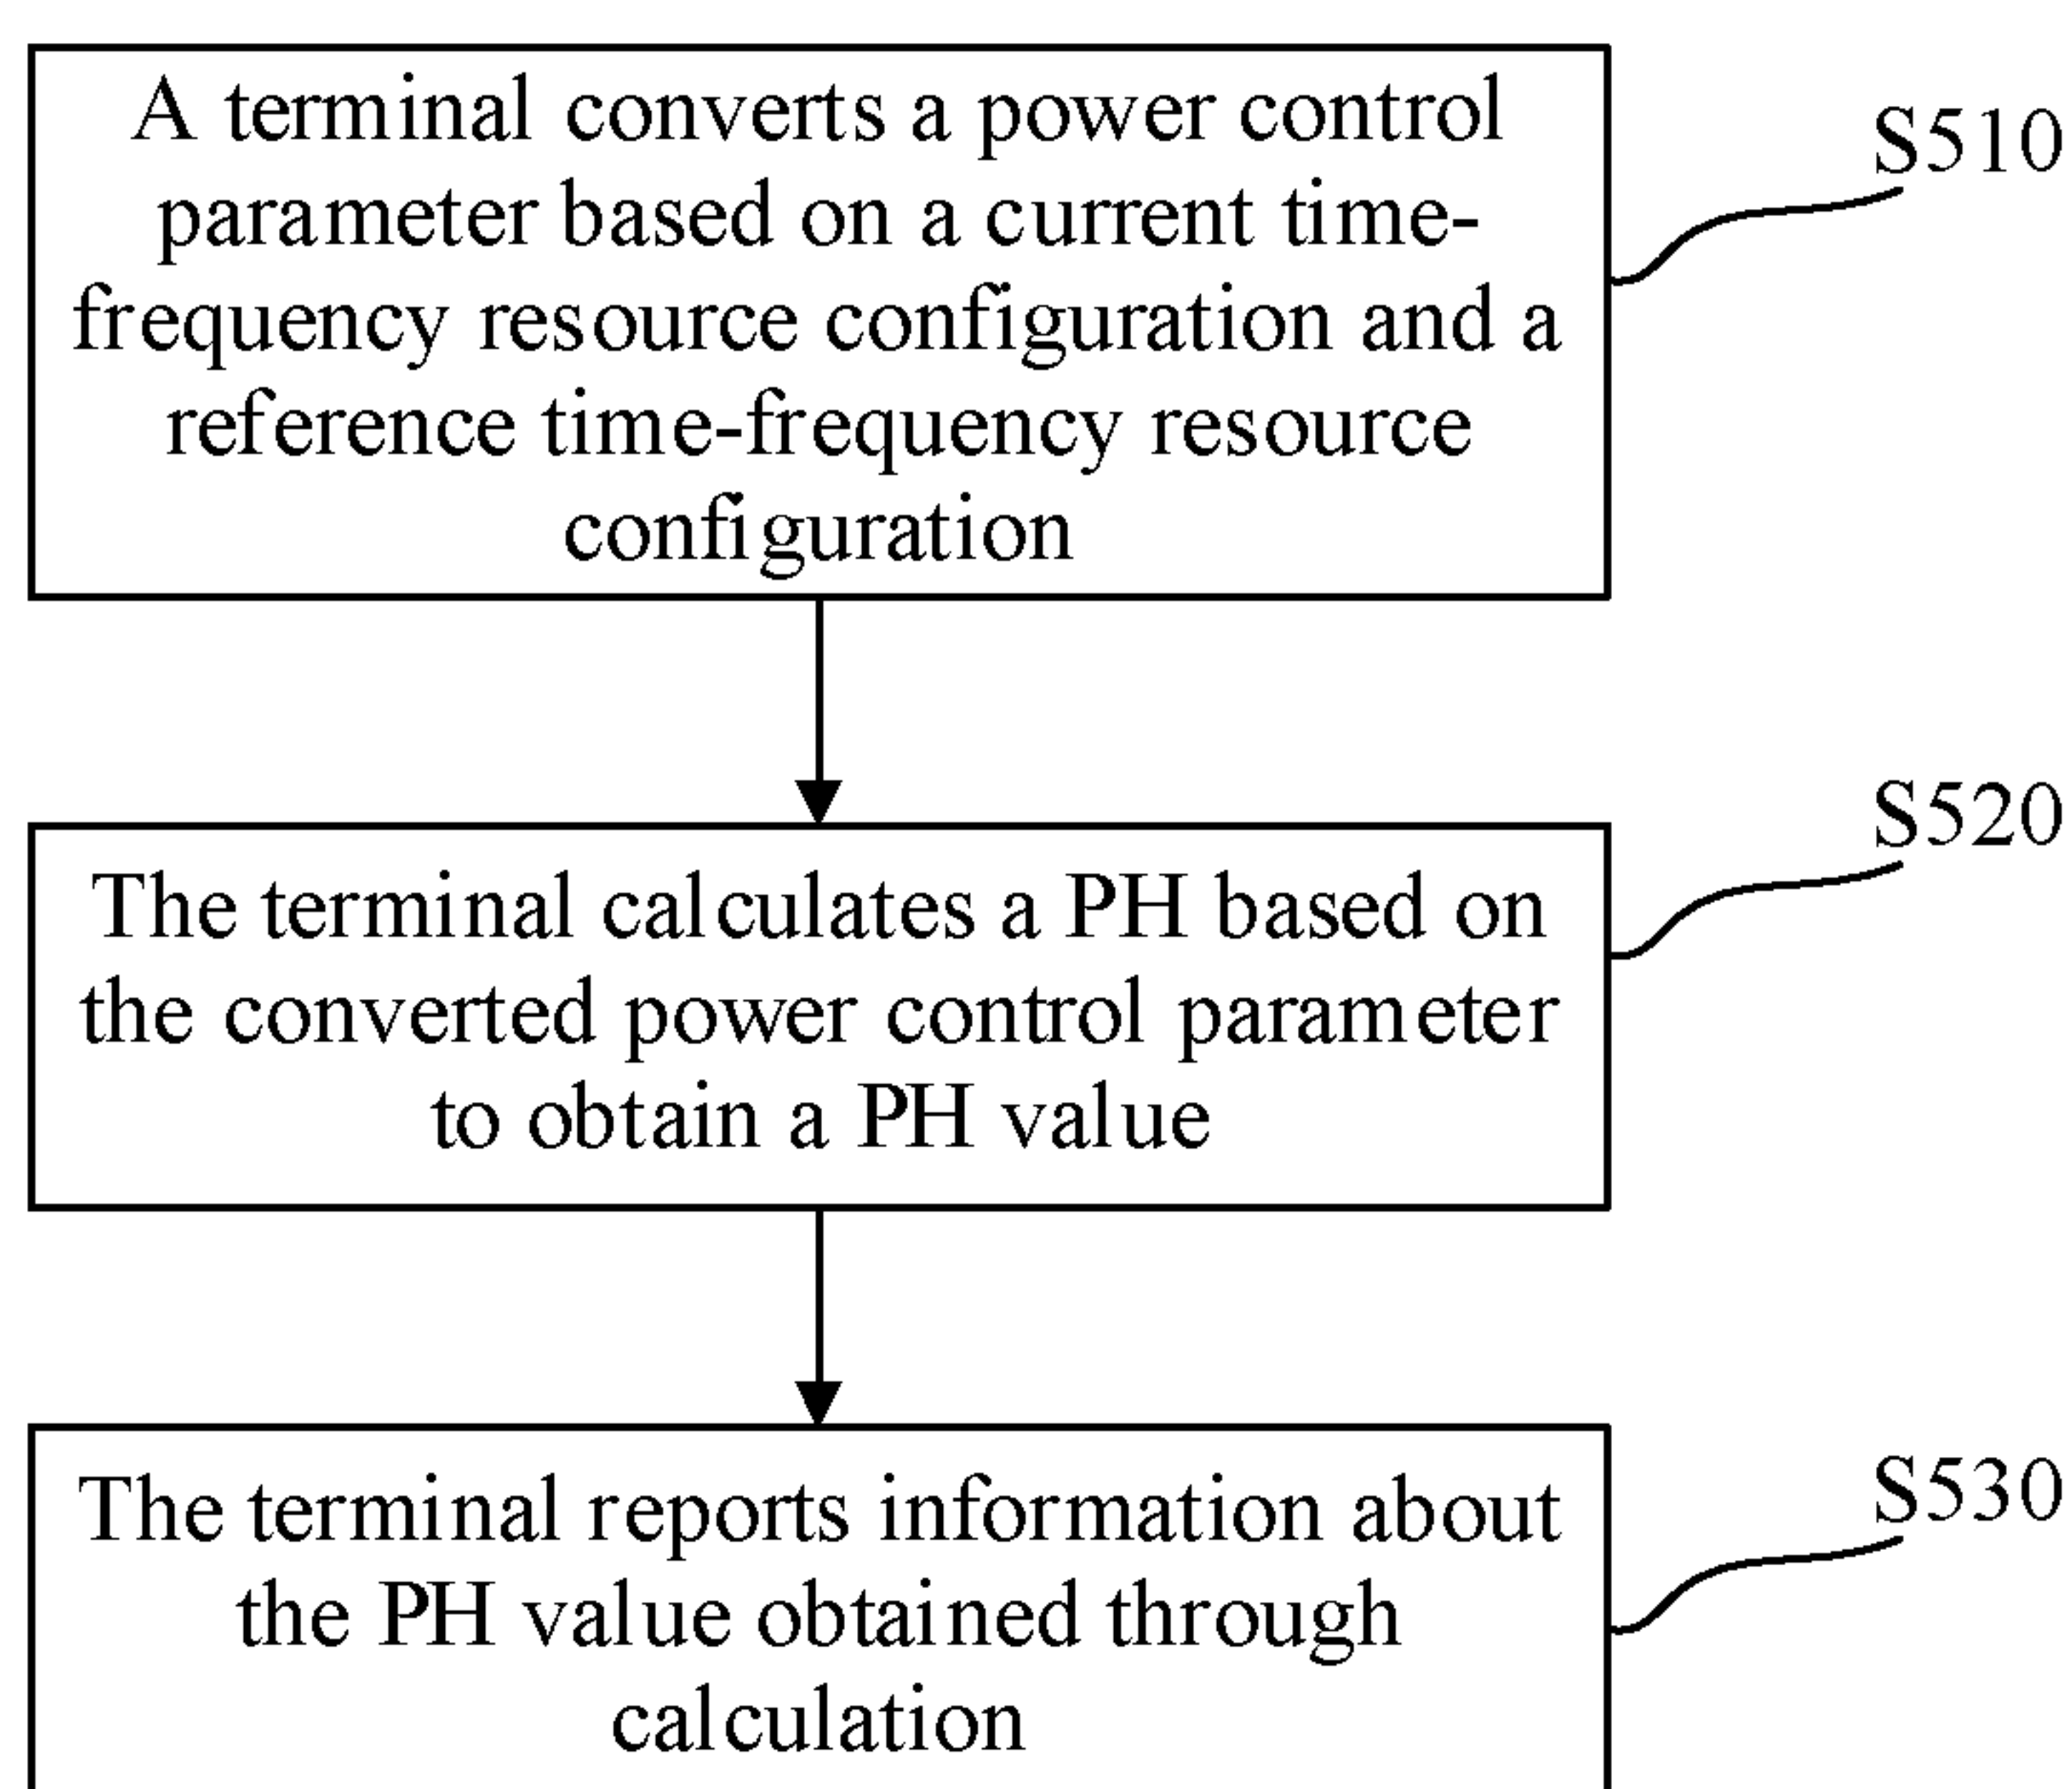 A terminal converts a power control
parameter based on a current time-
frequency resource configuration and a
reference time-frequency resource
configuration
S510
The terminal calculates a PH based on
the converted power control parameter
to obtain a PH value
S520
The terminal reports information about
the PH value obtained through
calculation
S530